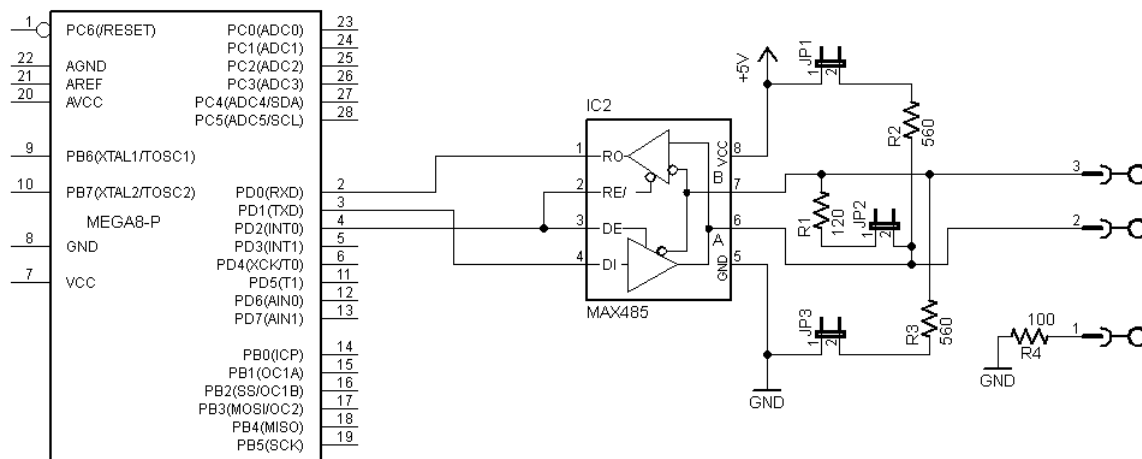 1
PC6(/RESET)
22
AGND
21
AREF
20
AVCC
9
PB6(XTAL1/TOSC1)
10
PB7(XTAL2/TOSC2)
MEGA8-P
8
GND
7
VCC
PC0(ADC0) 23
PC1(ADC1) 24
PC2(ADC2) 25
PC3(ADC3) 26
PC4(ADC4/SDA) 27
PC5(ADC5/SCL) 28
PD0(RXD) 2
PD1(TXD) 3
PD2(INT0) 4
PD3(INT1) 5
PD4(XCK/T0) 6
PD5(T1) 11
PD6(AIN0) 12
PD7(AIN1) 13
PB0(ICP) 14
PB1(OC1A) 15
PB2(SS/OC1B) 16
PB3(MOSI/OC2) 17
PB4(MISO) 18
PB5(SCK) 19
IC2
1 RO
2 RE/
3 DE
4 DI
VCC 8
B 7
A 6
GND 5
MAX485
+5V
JP1
1 2
R2
560
R1
120
JP2
1 2
JP3
1 2
R3
560
GND
3
2
1
100
R4
GND